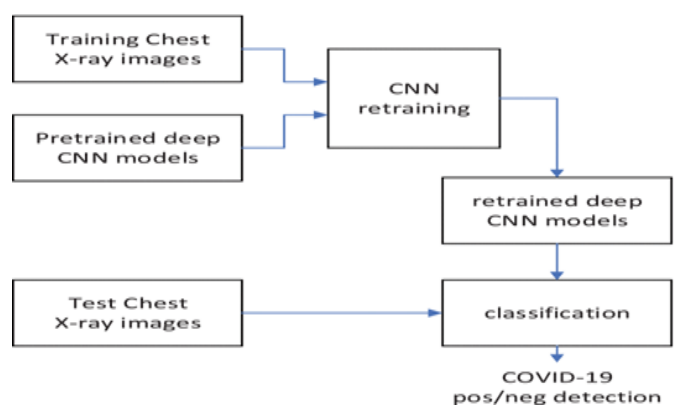 Training Chest
X-ray images
CNN
retraining
Pretrained deep
CNN models
retrained deep
CNN models
Test Chest
X-ray images
classification
COVID-19
pos/neg detection